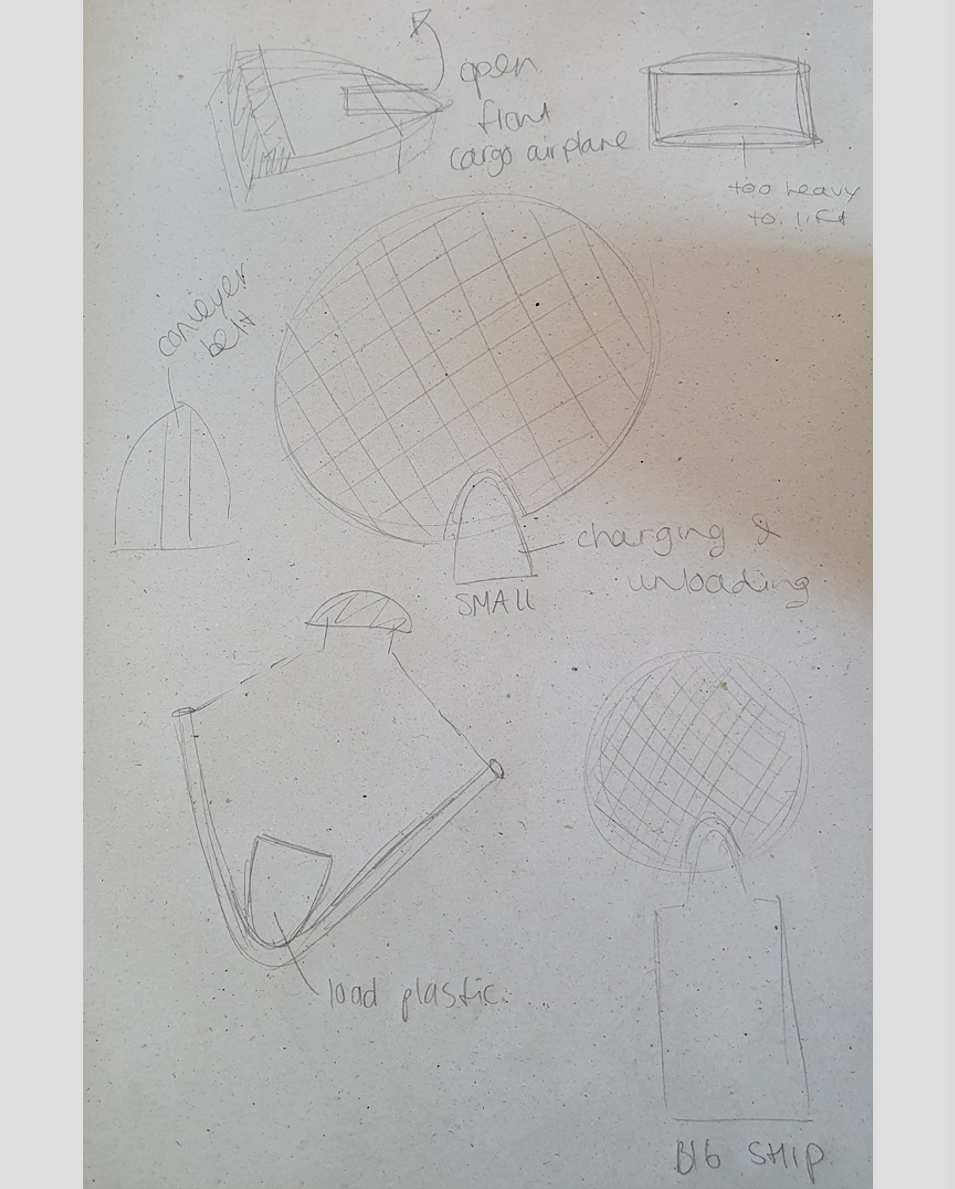 open
front
cargo airplane
too heavy
to lift
conveyer
belt
charging &
unloading
SMALL
load plastic.
BIG SHIP